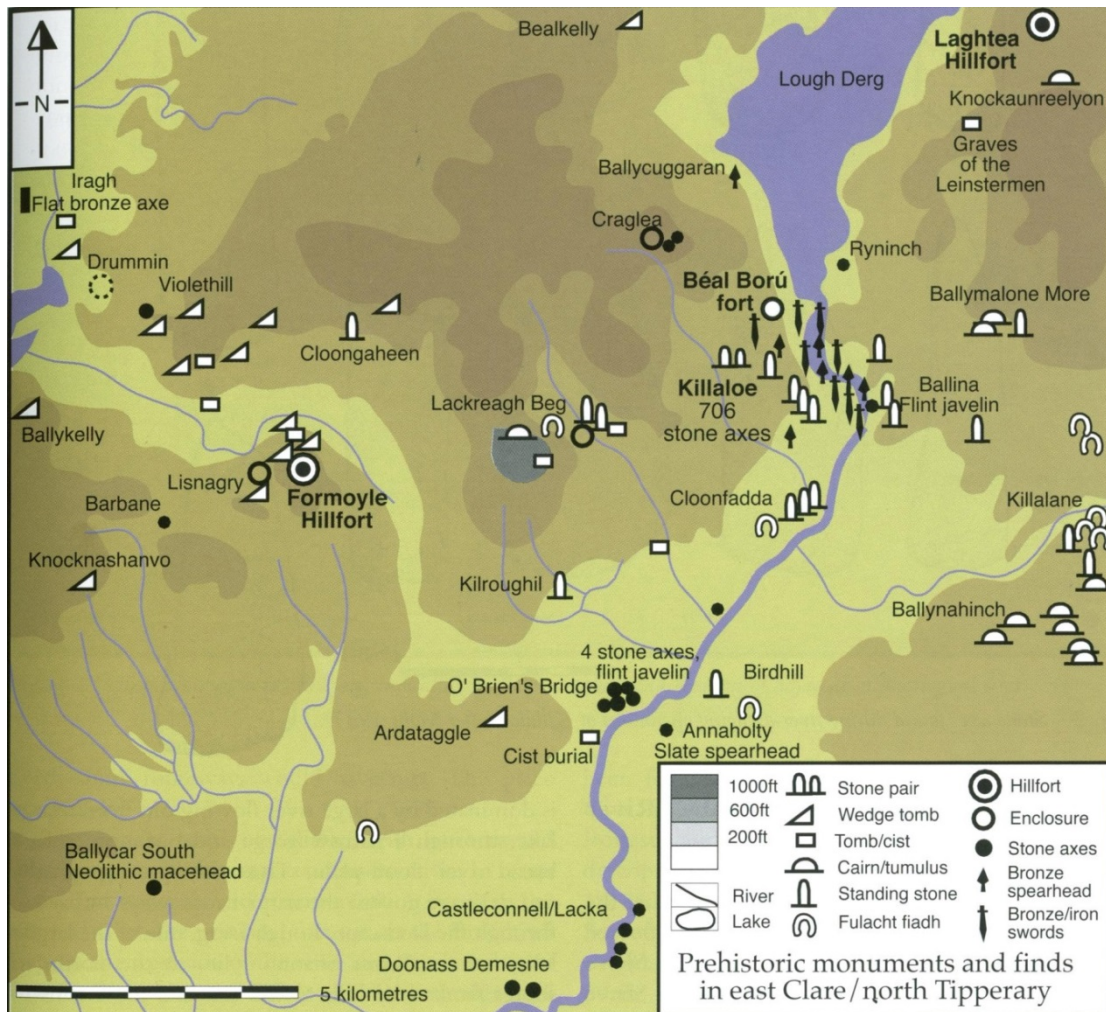 Bealkelly
Laghtea
Hillfort
Lough Derg
N
Knockaunreelyon
Graves
of the
Leinstermen
Ballycuggaran
Iragh
Flat bronze axe
Craglea
Drummin
Ryninch
Violethill
BéalBorú
fort
Ballymalone More
Cloongaheen
Killaloe
706
stone axes
Ballina
Flint javelin
Lackreagh Beg
Ballykelly
Lisnagry
Formoyle
Hillfort
Barbane
Cloonfadda
Killalane
Knocknashanvo
Kilroughil
Ballynahinch
4 stone axes,
flint javelin
O' Brien's Bridge
Birdhill
Ardataggle
Cist burial
Annaholty
Slate spearhead
Ballycar South
Neolithic macehead
Castleconnell/Lacka
Doonass Demesne
5 kilometres
1000ft
600ft
200ft
River
Lake
Stone pair
Wedge tomb
Tomb/cist
Cairn/tumulus
Standing stone
Fulacht fiadh
Hillfort
Enclosure
Stone axes
Bronze
spearhead
Bronze/iron
swords
Prehistoric monuments and finds
in east Clare/north Tipperary